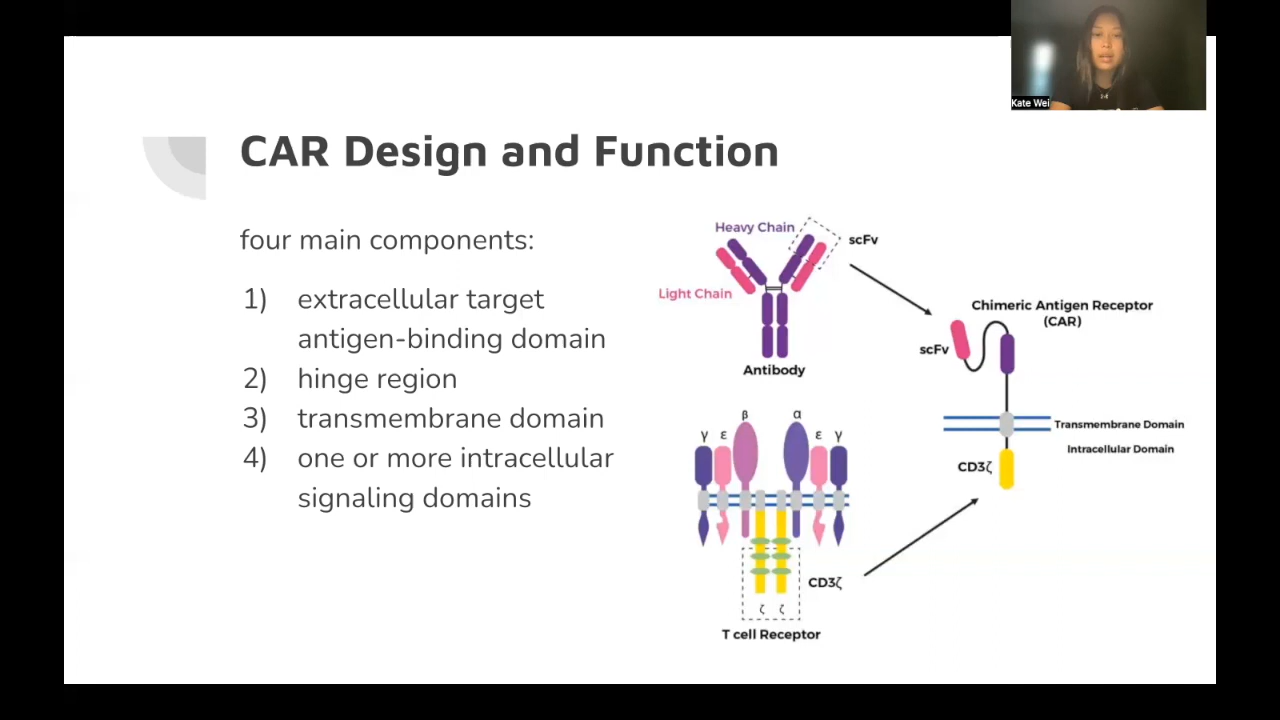 Kate Wei
CAR Design and Function
four main components:
1) extracellular target
antigen-binding domain
2) hinge region
3) transmembrane domain
4) one or more intracellular
signaling domains
Heavy Chain
scFv
Light Chain
Antibody
Chimeric Antigen Receptor
(CAR)
scFv
Transmembrane Domain
Intracellular Domain
CD3ζ
β α
γ ε ε γ
CD3ζ
ζ ζ
T cell Receptor